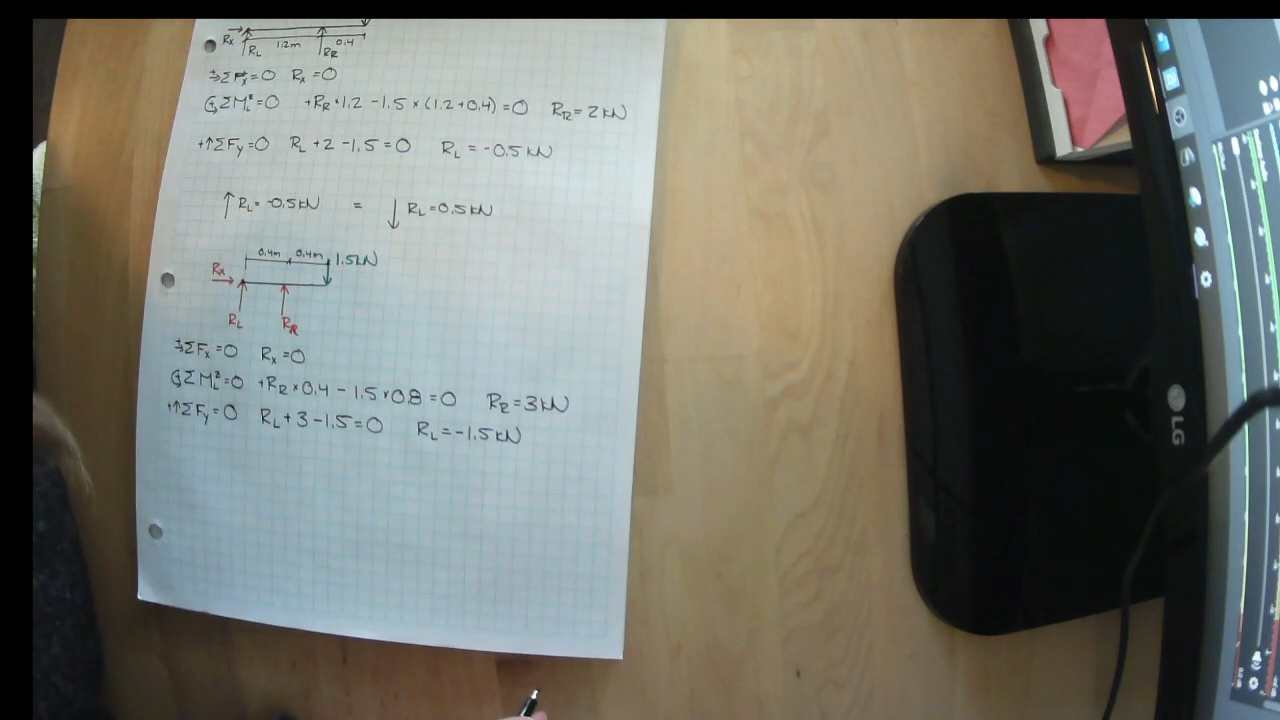 Rx RL 1.2m RR 0.4
+→ΣFx=0 Rx=0
↺ΣML=0 +RR×1.2 -1.5×(1.2+0.4)=0 RR=2kN
+↑ΣFy=0 RL+2-1.5=0 RL=-0.5kN
↑RL=-0.5kN = ↓RL=0.5kN
0.4m 0.4m 1.5kN
Rx
RL RR
+→ΣFx=0 Rx=0
↺ΣML=0 +RR×0.4-1.5×0.8=0 RR=3kN
+↑ΣFy=0 RL+3-1.5=0 RL=-1.5kN
LG